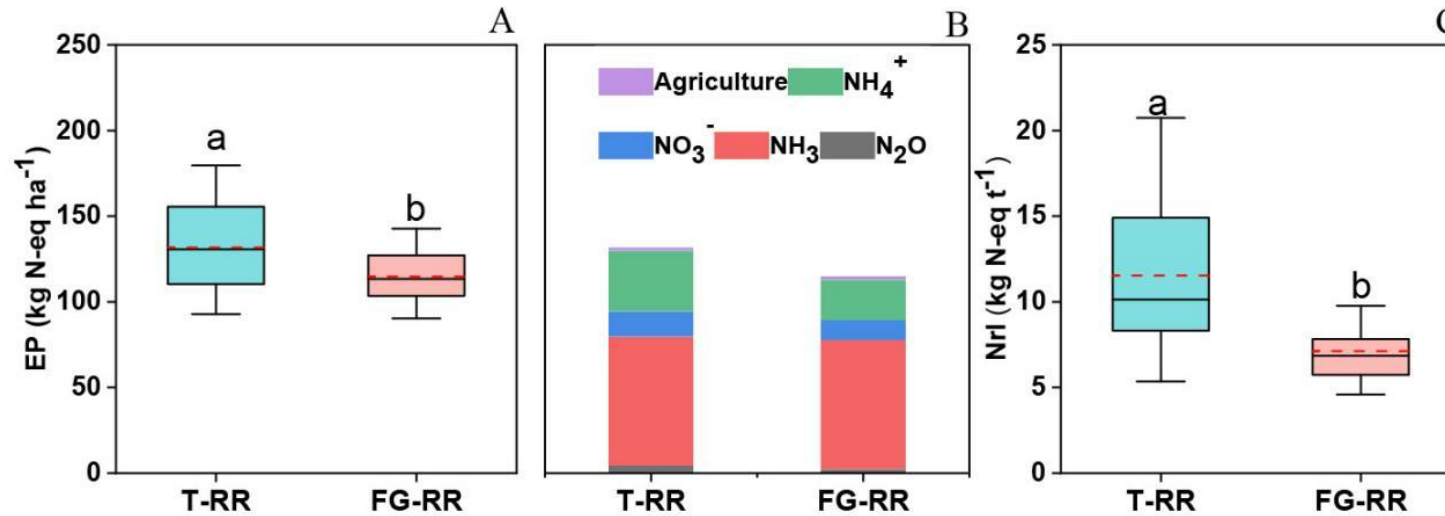 A
EP (kg N-eq ha⁻¹)
250
200
150
100
50
0
a
b
T-RR
FG-RR
B
Agriculture NH₄⁺
NO₃⁻ NH₃ N₂O
T-RR
FG-RR
NrI (kg N-eq t⁻¹)
25
20
15
10
5
0
a
b
T-RR
FG-RR